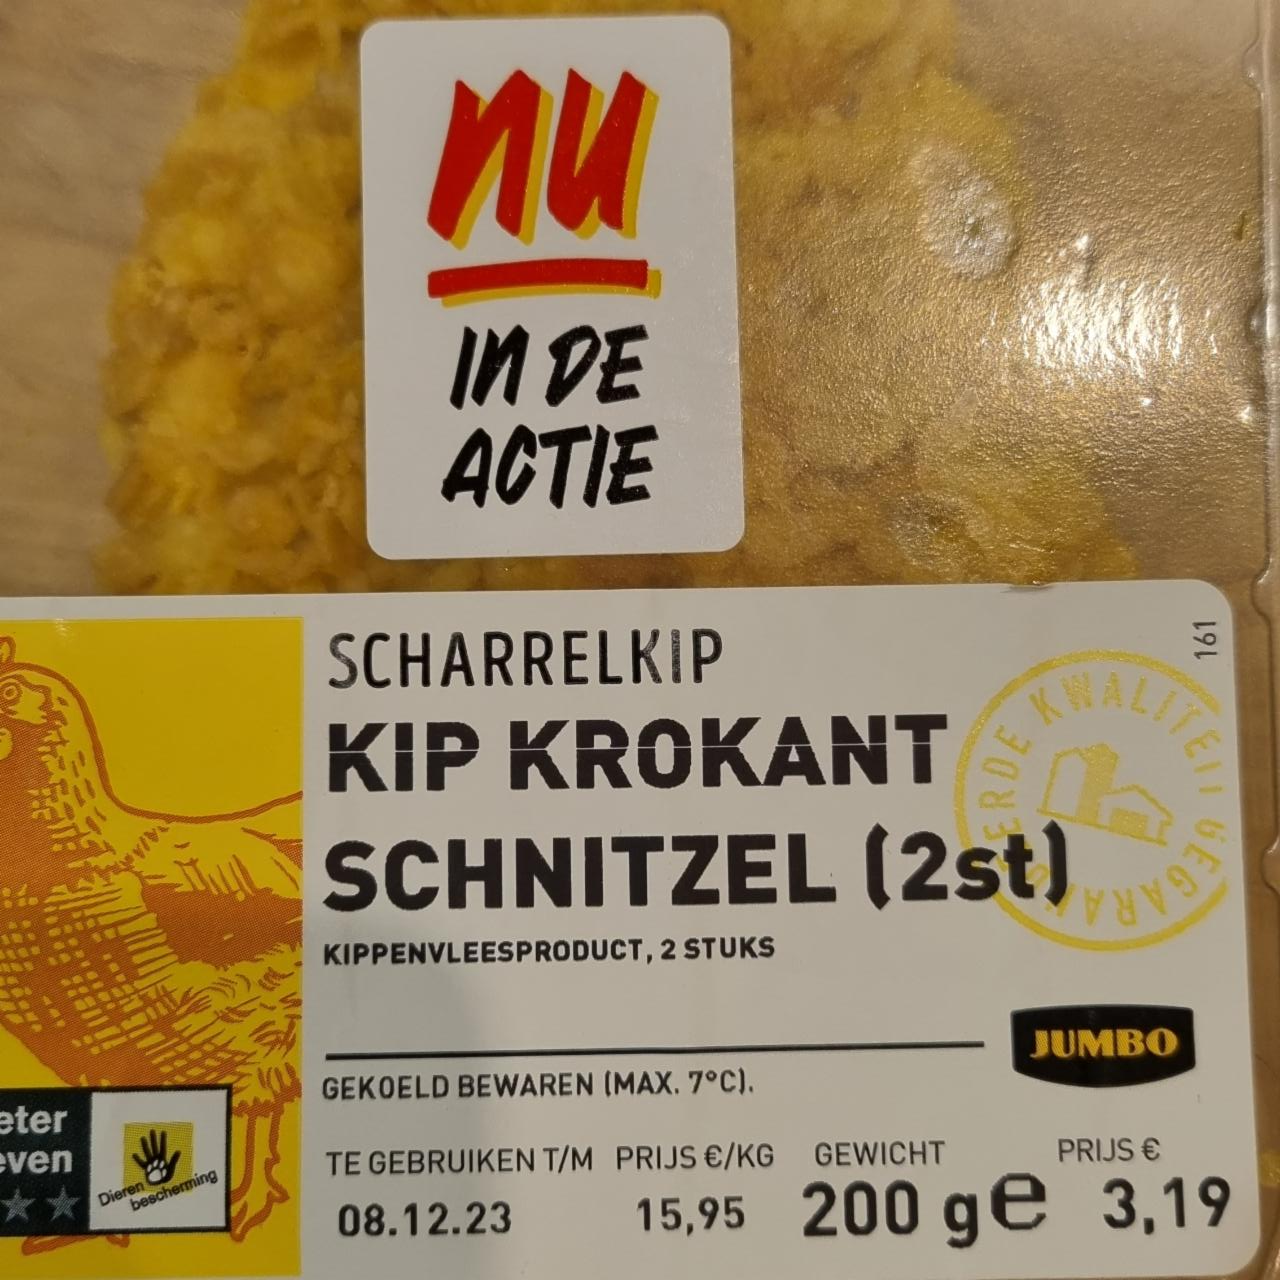 nu
IN DE
ACTIE
161
SCHARRELKIP
KIP KROKANT
SCHNITZEL (2st)
KIPPENVLEESPRODUCT, 2 STUKS
KWALITEIT
JUMBO
GEKOELD BEWAREN (MAX. 7°C).
eter
even
Dieren
bescherming
TE GEBRUIKEN T/M PRIJS €/KG GEWICHT PRIJS €
08.12.23 15,95 200 g e 3,19